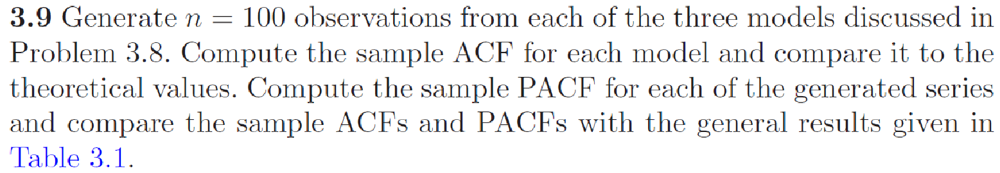 3.9 Generate n = 100 observations from each of the three models discussed in
Problem 3.8. Compute the sample ACF for each model and compare it to the
theoretical values. Compute the sample PACF for each of the generated series
and compare the sample ACFs and PACFs with the general results given in
Table 3.1.